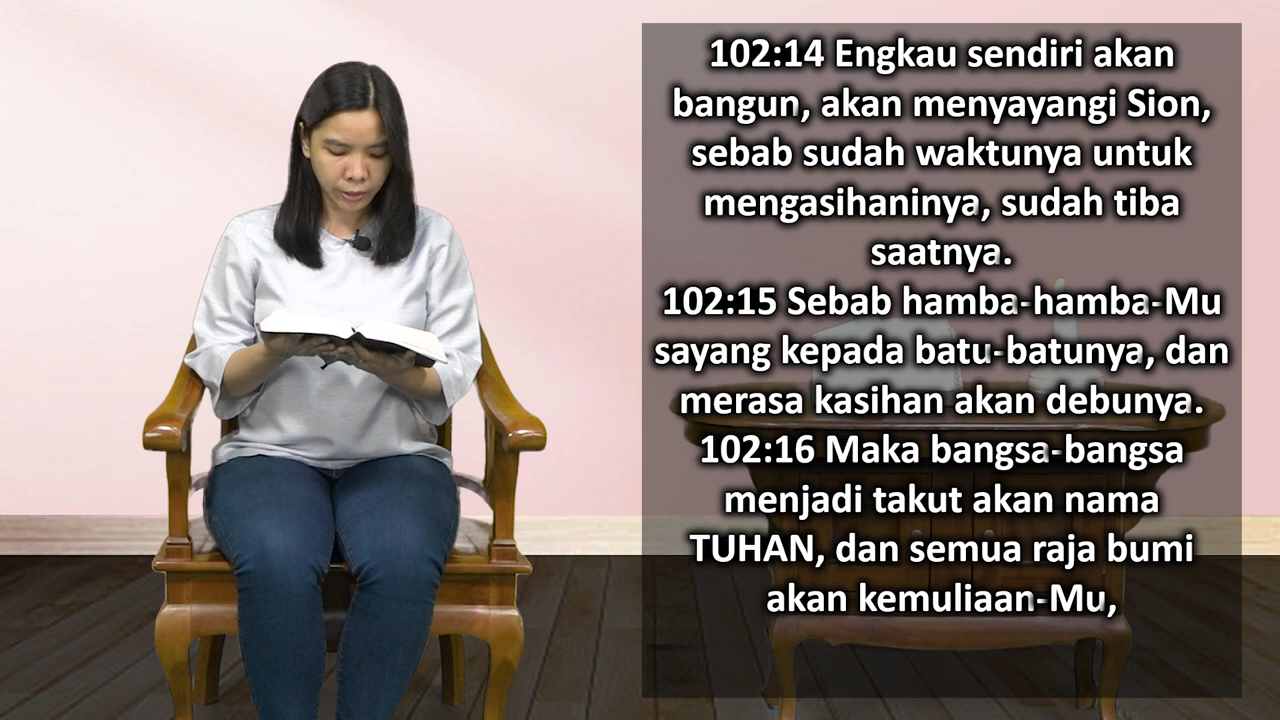 102:14 Engkau sendiri akan
bangun, akan menyayangi Sion,
sebab sudah waktunya untuk
mengasihaninya, sudah tiba
saatnya.
102:15 Sebab hamba-hamba-Mu
sayang kepada batu-batunya, dan
merasa kasihan akan debunya.
102:16 Maka bangsa-bangsa
menjadi takut akan nama
TUHAN, dan semua raja bumi
akan kemuliaan-Mu,